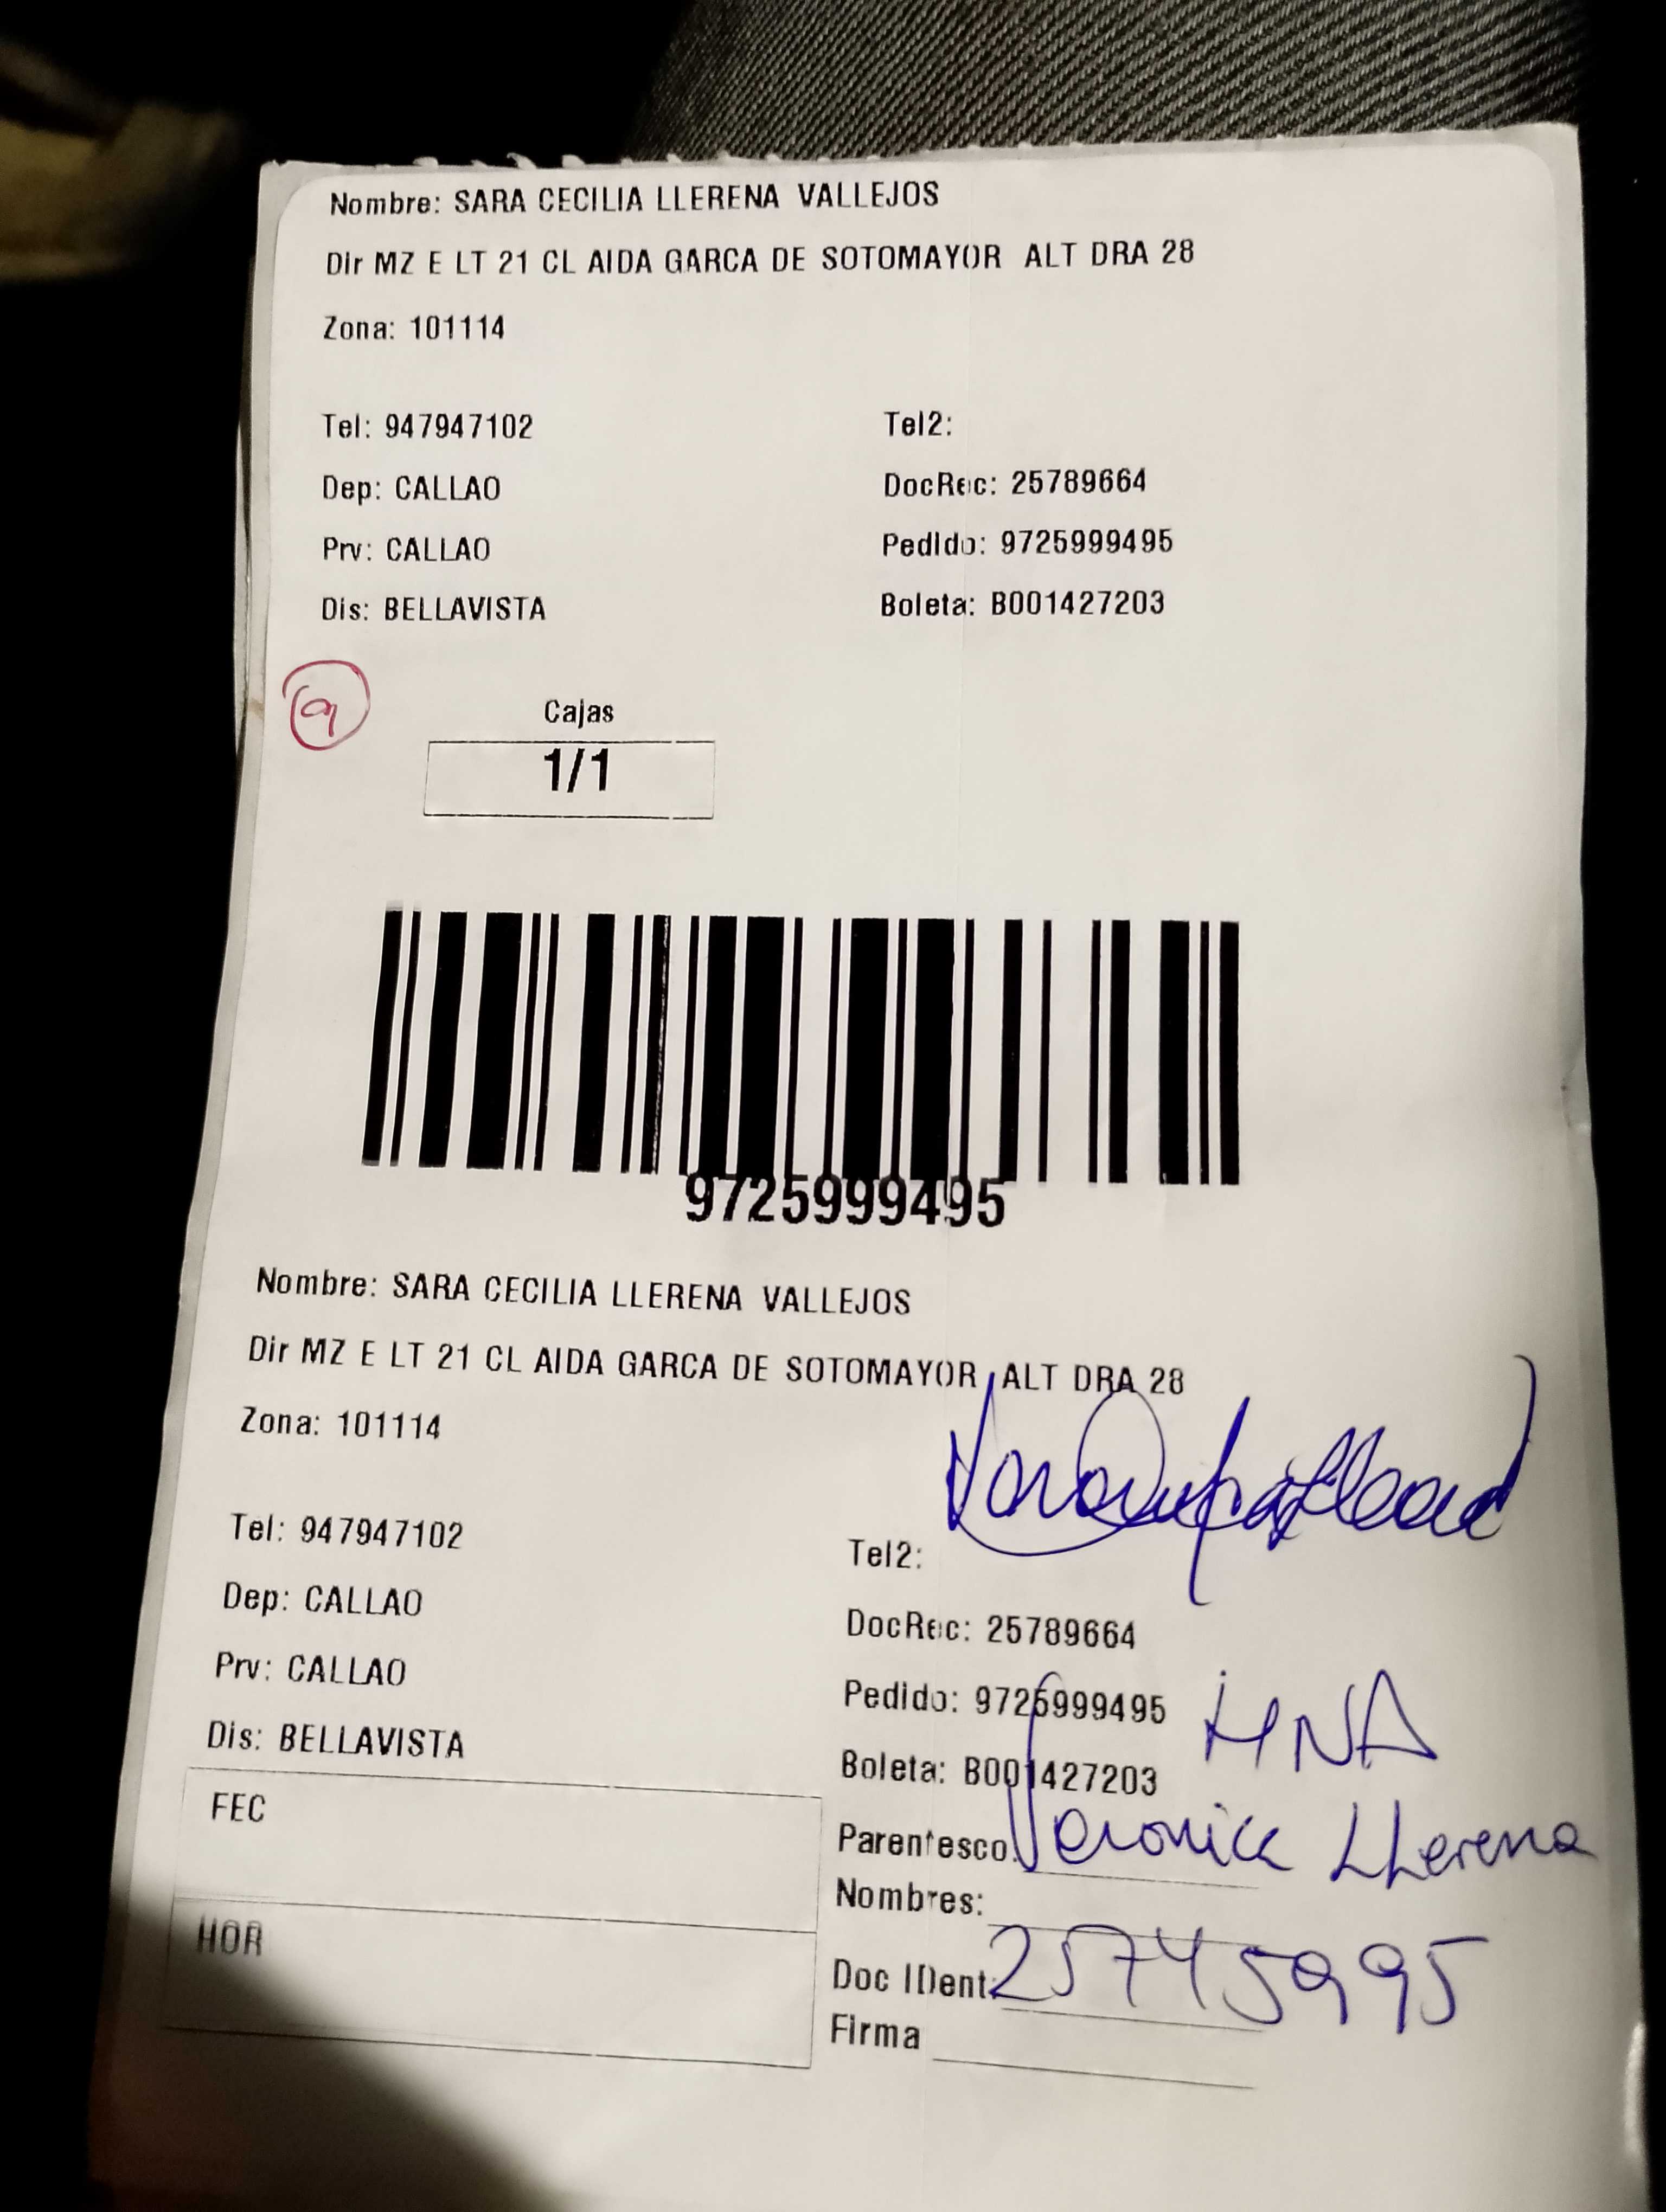 Nombre: SARA CECILIA LLERENA VALLEJOS
Dir MZ E LT 21 CL AIDA GARCA DE SOTOMAYOR ALT DRA 28
Zona: 101114
Tel: 947947102 Tel2:
Dep: CALLAO DocRec: 25789664
Prv: CALLAO Pedido: 9725999495
Dis: BELLAVISTA Boleta: B001427203
9
Cajas
1/1
9725999495
Nombre: SARA CECILIA LLERENA VALLEJOS
Dir MZ E LT 21 CL AIDA GARCA DE SOTOMAYOR ALT DRA 28
Zona: 101114
Tel: 947947102 Tel2:
Dep: CALLAO DocRec: 25789664
Prv: CALLAO Pedido: 9725999495 HNA
Dis: BELLAVISTA Boleta: B001427203
FEC Parentesco: Veronica LLerena
Nombres:
HOR Doc IDent: 25745995
Firma